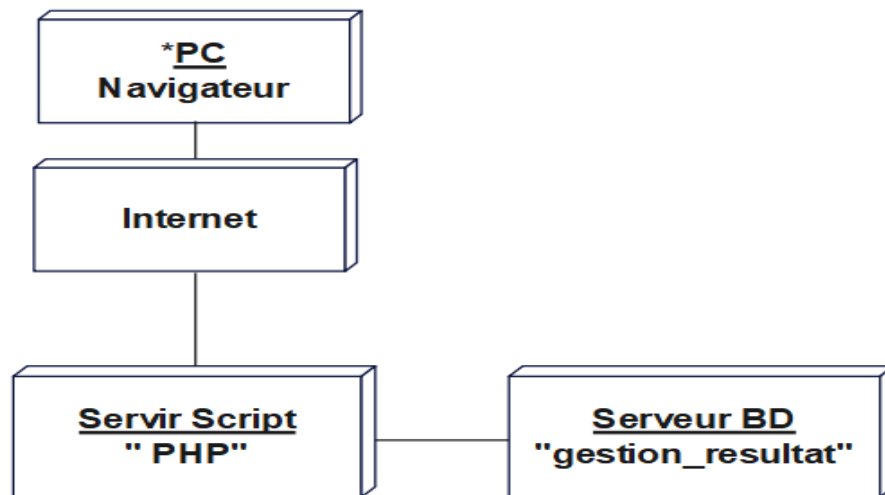 *PC
Navigateur
Internet
Servir Script
" PHP"
Serveur BD
"gestion_resultat"